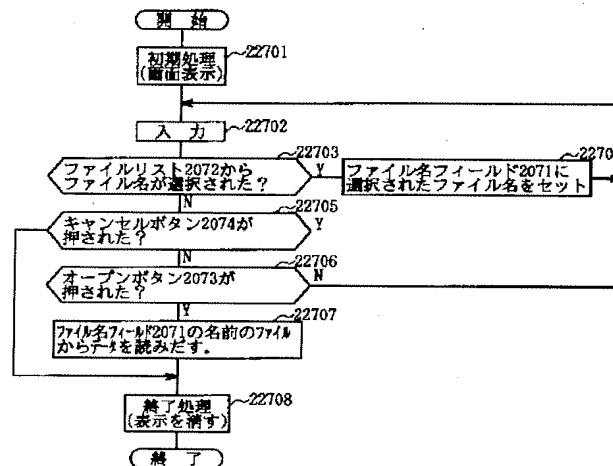 開 始
初期処理
(画面表示)
22701
入 力
22702
ファイルリスト2072から
ファイル名が選択された?
22703
Y
ファイル名フィールド2071に
選択されたファイル名をセット
2270
N
キャンセルボタン2074が
押された?
22705
Y
N
オープンボタン2073が
押された?
22706
N
Y
ファイル名フィールド2071の名前のファイル
からデータを読みだす。
22707
終了処理
(表示を消す)
22708
終 了